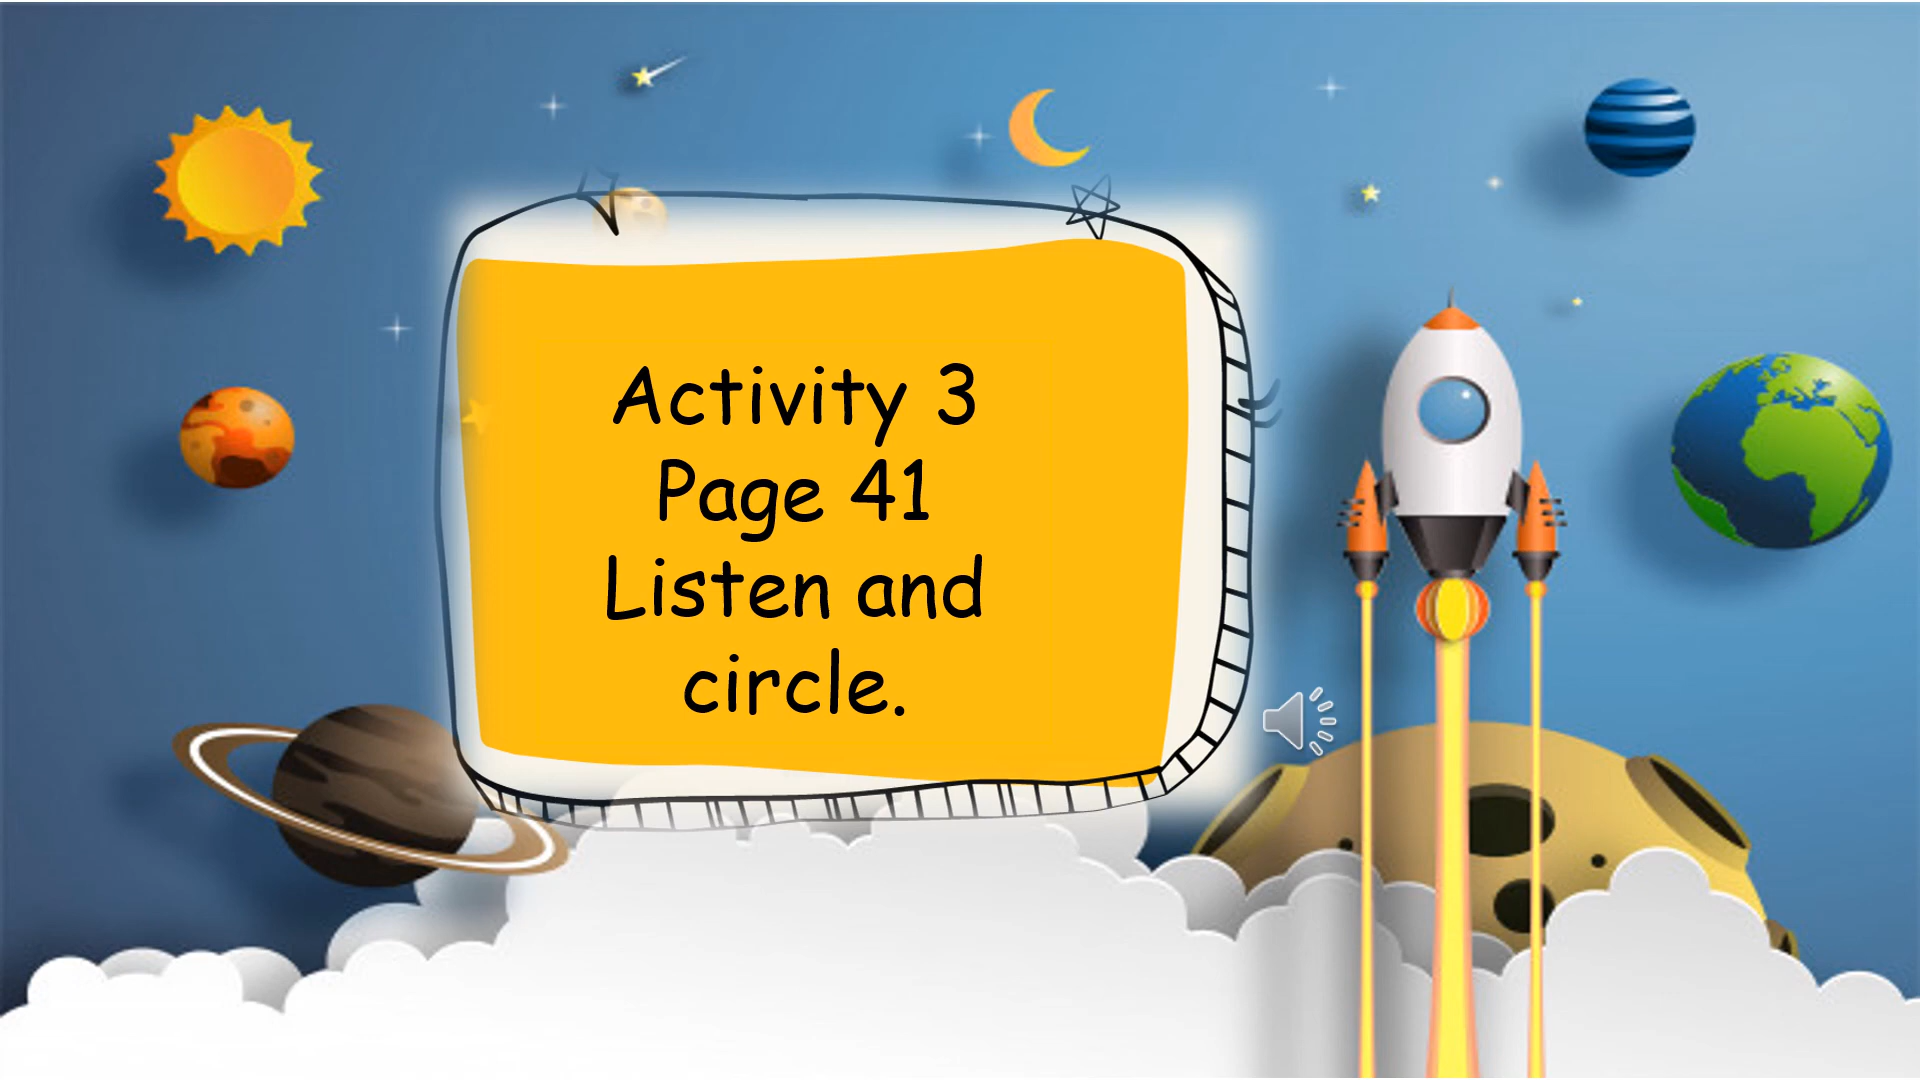 Activity 3
Page 41
Listen and
circle.